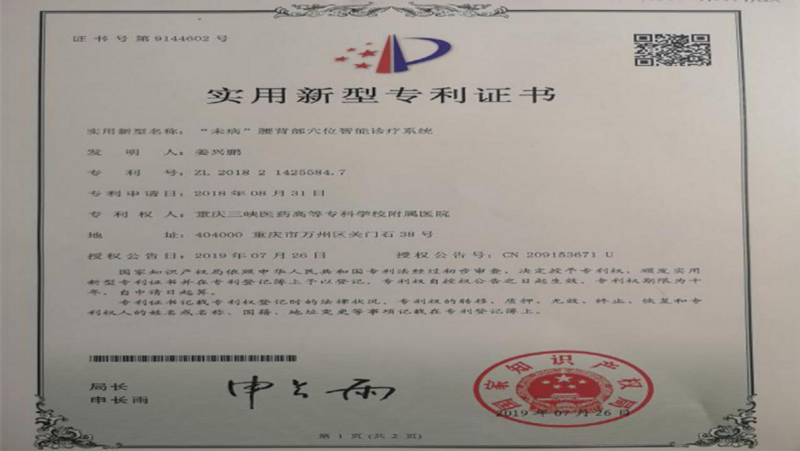 证书号第9144602号
实用新型专利证书
实用新型名称：“未病”腰背部穴位智能诊疗系统
发明人：姜兴鹏
专利号：ZL 2018 2 1425584.7
专利申请日：2018年08月31日
专利权人：重庆三峡医药高等专科学校附属医院
地址：404000 重庆市万州区关门石38号
授权公告日：2019年07月26日 授权公告号：CN 209153671 U
国家知识产权局依照中华人民共和国专利法经过初步审查，决定授予专利权，颁发实用
新型专利证书并在专利登记簿上予以登记。专利权自授权公告之日起生效。专利权期限为十
年，自申请日起算。
专利证书记载专利权登记时的法律状况。专利权的转移、质押、无效、终止、恢复和专
利权人的姓名或名称、国籍、地址变更等事项记载在专利登记簿上。
局长
申长雨
申长雨
国家知识产权局
2019年07月26日
第1页(共2页)